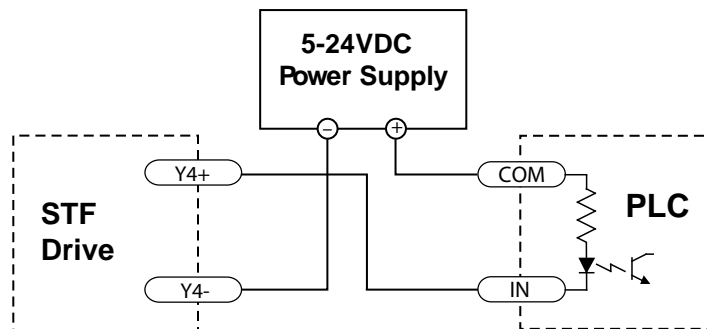 5-24VDC
Power Supply
–
+
Y4+
COM
STF
Drive
PLC
Y4-
IN